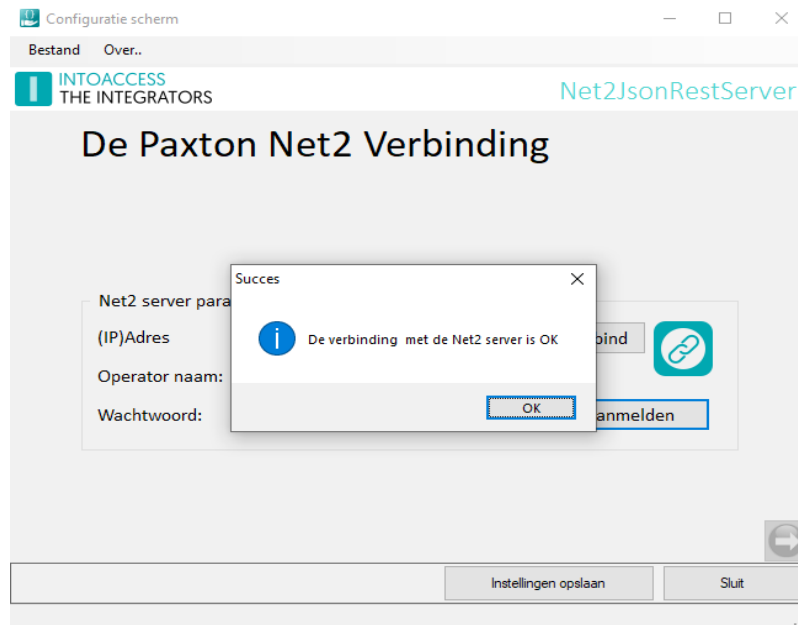 Configuratie scherm
Bestand Over..
INTOACCESS
THE INTEGRATORS
Net2JsonRestServer
De Paxton Net2 Verbinding
Succes
De verbinding met de Net2 server is OK
OK
Net2 server para
(IP)Adres
Operator naam:
Wachtwoord:
anmelden
Instellingen opslaan
Sluit